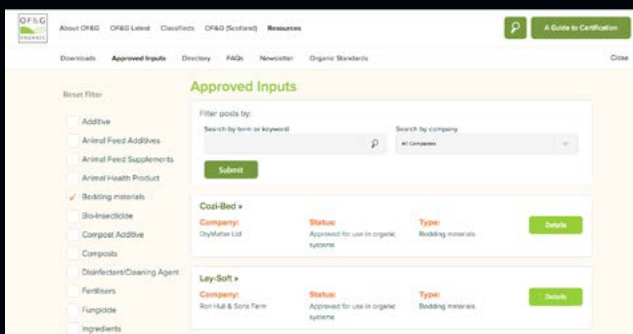 OF&G
ORGANIC
About OF&G OF&G Latest Classifieds OF&G (Scotland) Resources
A Guide to Certification
Downloads Approved Inputs Directory FAQs Newsletter Organic Standards Close
Reset Filter
Additive
Animal Feed Additives
Animal Feed Supplements
Animal Health Product
Bedding materials
Bio-Insecticide
Compost Additive
Composts
Disinfectant/Cleaning Agent
Fertilisers
Fungicide
Ingredients
Approved Inputs
Filter posts by:
Search by term or keyword Search by company
All Companies
Submit
Cozi-Bed »
Company: Status: Type:
DryMatter Ltd Approved for use in organic Bedding materials
systems
Details
Lay-Soft »
Company: Status: Type:
Ron Hull & Sons Farm Approved for use in organic Bedding materials
systems
Details